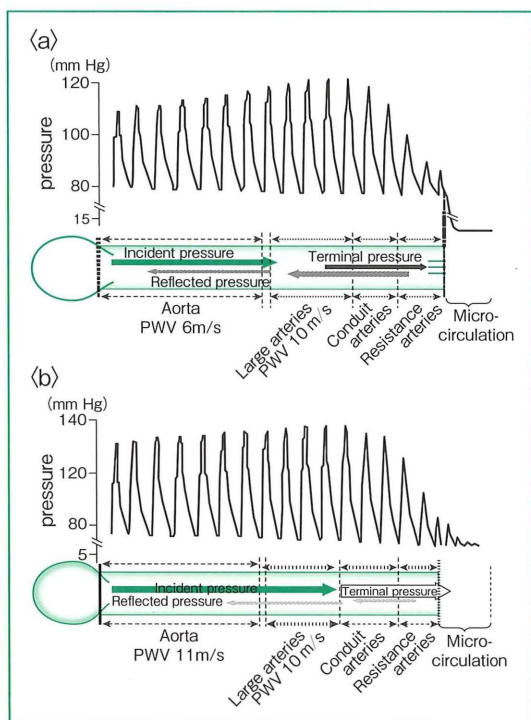 〈a〉
(mm Hg)
120
100
80
15
pressure
Incident pressure
Terminal pressure
Reflected pressure
Aorta
PWV 6m/s
Large arteries
PWV 10 m/s
Conduit
arteries
Resistance
arteries
Micro-
circulation
〈b〉
(mm Hg)
140
120
80
5
pressure
Incident pressure
Terminal pressure
Reflected pressure
Aorta
PWV 11m/s
Large arteries
PWV 10 m/s
Conduit
arteries
Resistance
arteries
Micro-
circulation